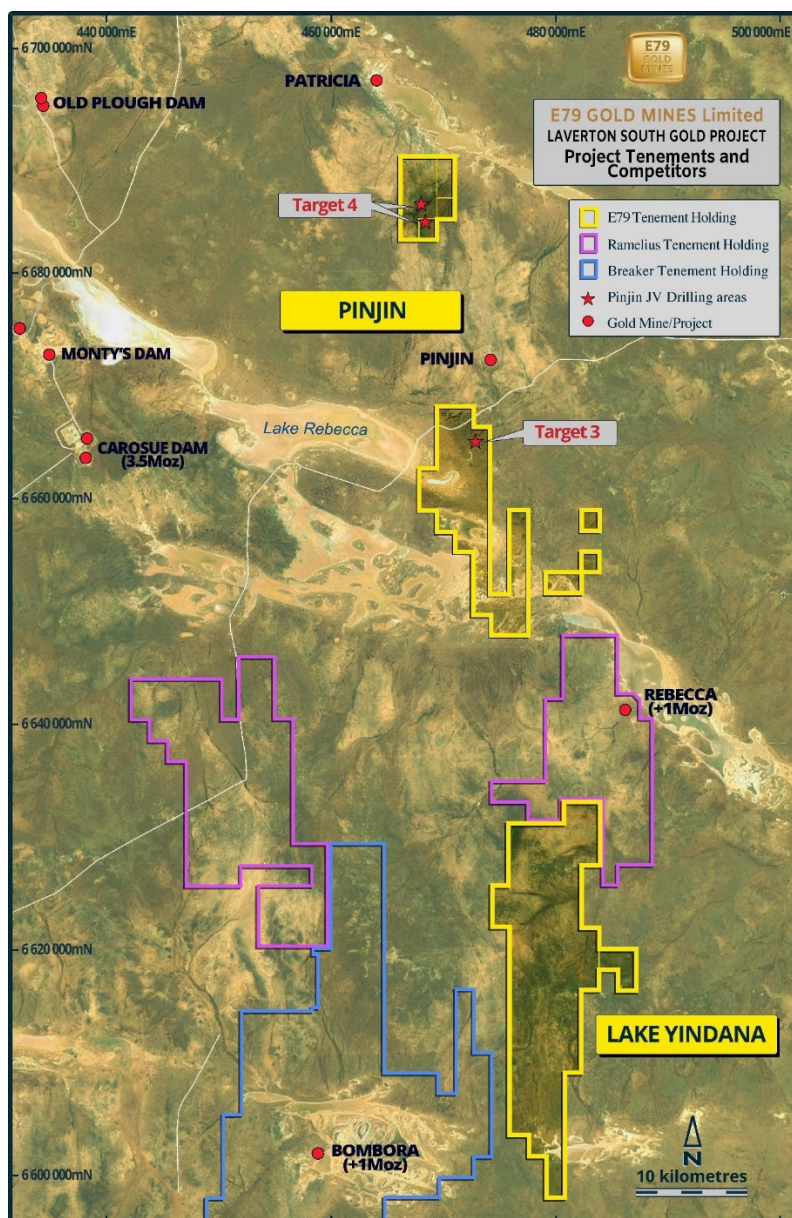 440 000mE 460 000mE 480 000mE 500 000mE
6 700 000mN
E79
GOLD
MINES
PATRICIA
OLD PLOUGH DAM
E79 GOLD MINES Limited
LAVERTON SOUTH GOLD PROJECT
Project Tenements and
Competitors
Target 4
E79 Tenement Holding
Ramelius Tenement Holding
Breaker Tenement Holding
Pinjin JV Drilling areas
Gold Mine/Project
6 680 000mN
PINJIN
MONTY'S DAM
PINJIN
Lake Rebecca
Target 3
CAROSUE DAM
(3.5Moz)
6 660 000mN
REBECCA
(+1Moz)
6 640 000mN
6 620 000mN
LAKE YINDANA
BOMBORA
(+1Moz)
N
10 kilometres
6 600 000mN